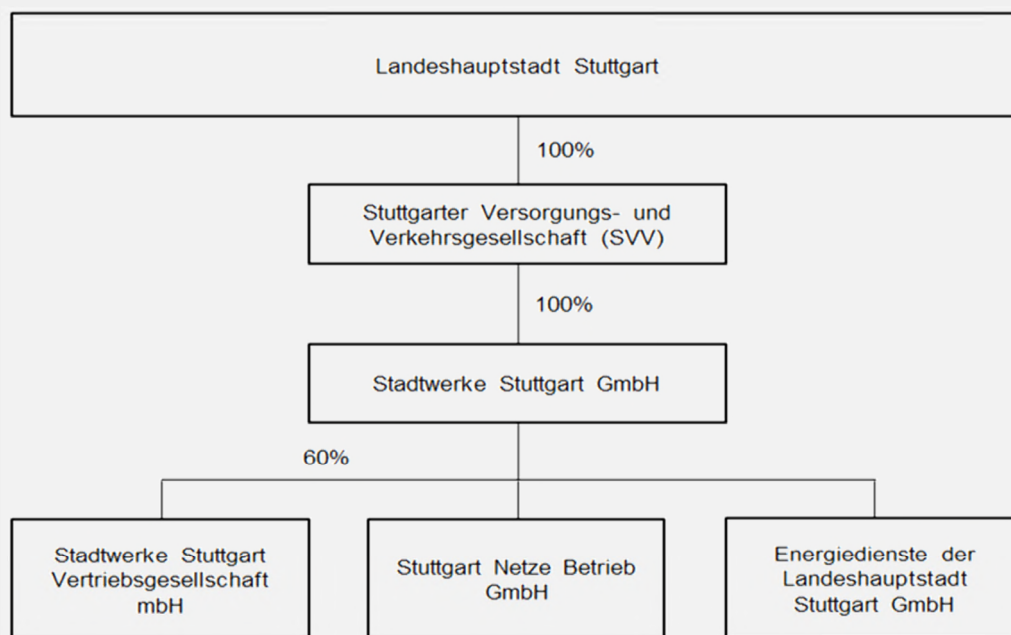 Landeshauptstadt Stuttgart
100%
Stuttgarter Versorgungs- und
Verkehrsgesellschaft (SVV)
100%
Stadtwerke Stuttgart GmbH
60%
Stadtwerke Stuttgart
Vertriebsgesellschaft
mbH
Stuttgart Netze Betrieb
GmbH
Energiedienste der
Landeshauptstadt
Stuttgart GmbH